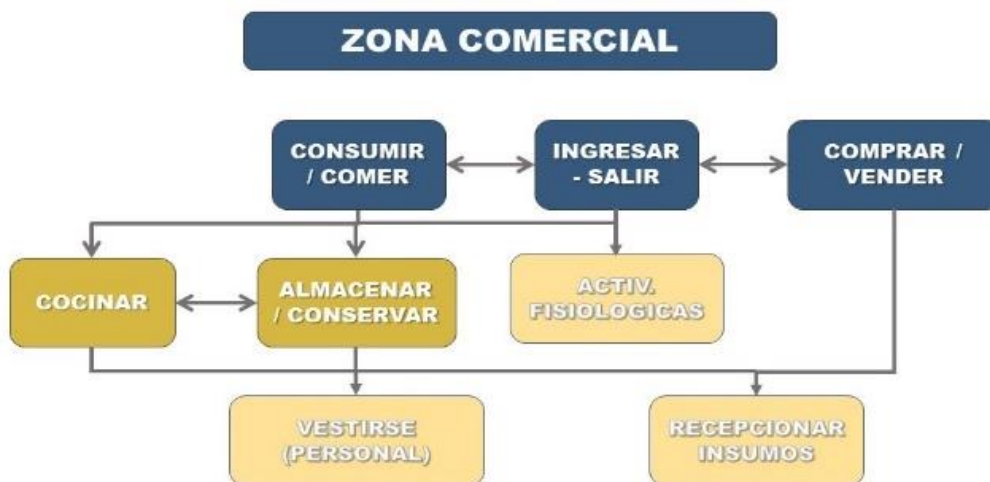 ZONA COMERCIAL
CONSUMIR
/ COMER
INGRESAR
- SALIR
COMPRAR /
VENDER
COCINAR
ALMACENAR
/ CONSERVAR
ACTIV.
FISIOLOGICAS
VESTIRSE
(PERSONAL)
RECEPCIONAR
INSUMOS